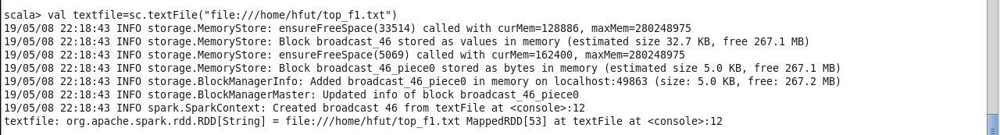 scala> val textfile=sc.textFile("file:///home/hfut/top_f1.txt")
19/05/08 22:18:43 INFO storage.MemoryStore: ensureFreeSpace(33514) called with curMem=128886, maxMem=280248975
19/05/08 22:18:43 INFO storage.MemoryStore: Block broadcast_46 stored as values in memory (estimated size 32.7 KB, free 267.1 MB)
19/05/08 22:18:43 INFO storage.MemoryStore: ensureFreeSpace(5069) called with curMem=162400, maxMem=280248975
19/05/08 22:18:43 INFO storage.MemoryStore: Block broadcast_46_piece0 stored as bytes in memory (estimated size 5.0 KB, free 267.1 MB)
19/05/08 22:18:43 INFO storage.BlockManagerInfo: Added broadcast_46_piece0 in memory on localhost:49863 (size: 5.0 KB, free: 267.2 MB)
19/05/08 22:18:43 INFO storage.BlockManagerMaster: Updated info of block broadcast_46_piece0
19/05/08 22:18:43 INFO spark.SparkContext: Created broadcast 46 from textFile at <console>:12
textfile: org.apache.spark.rdd.RDD[String] = file:///home/hfut/top_f1.txt MappedRDD[53] at textFile at <console>:12